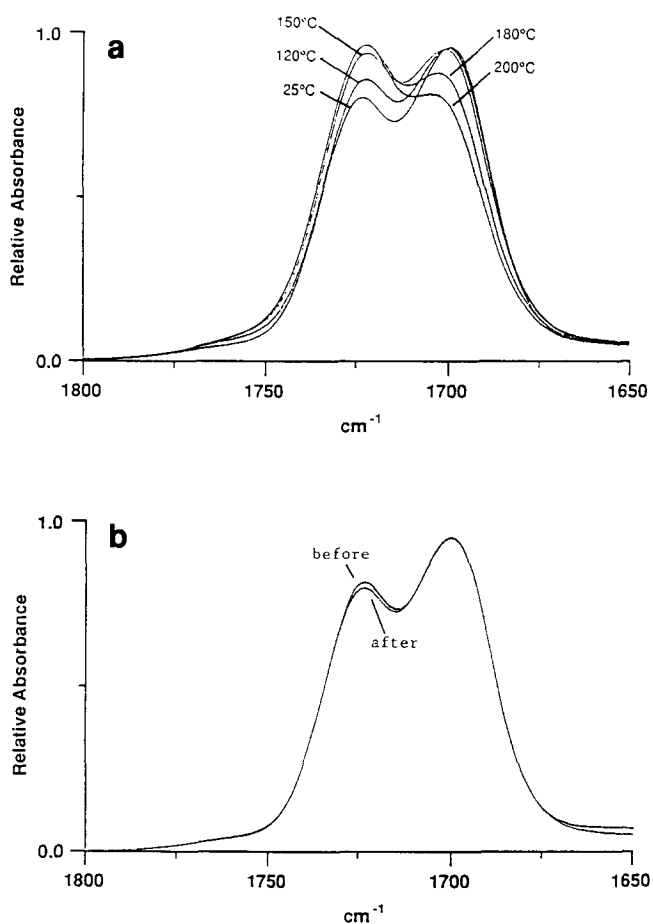 a
1.0
150°C
120°C
25°C
180°C
200°C
Relative Absorbance
0.0
1800
1750
1700
1650
cm-1
b
1.0
before
after
Relative Absorbance
0.0
1800
1750
1700
1650
cm-1